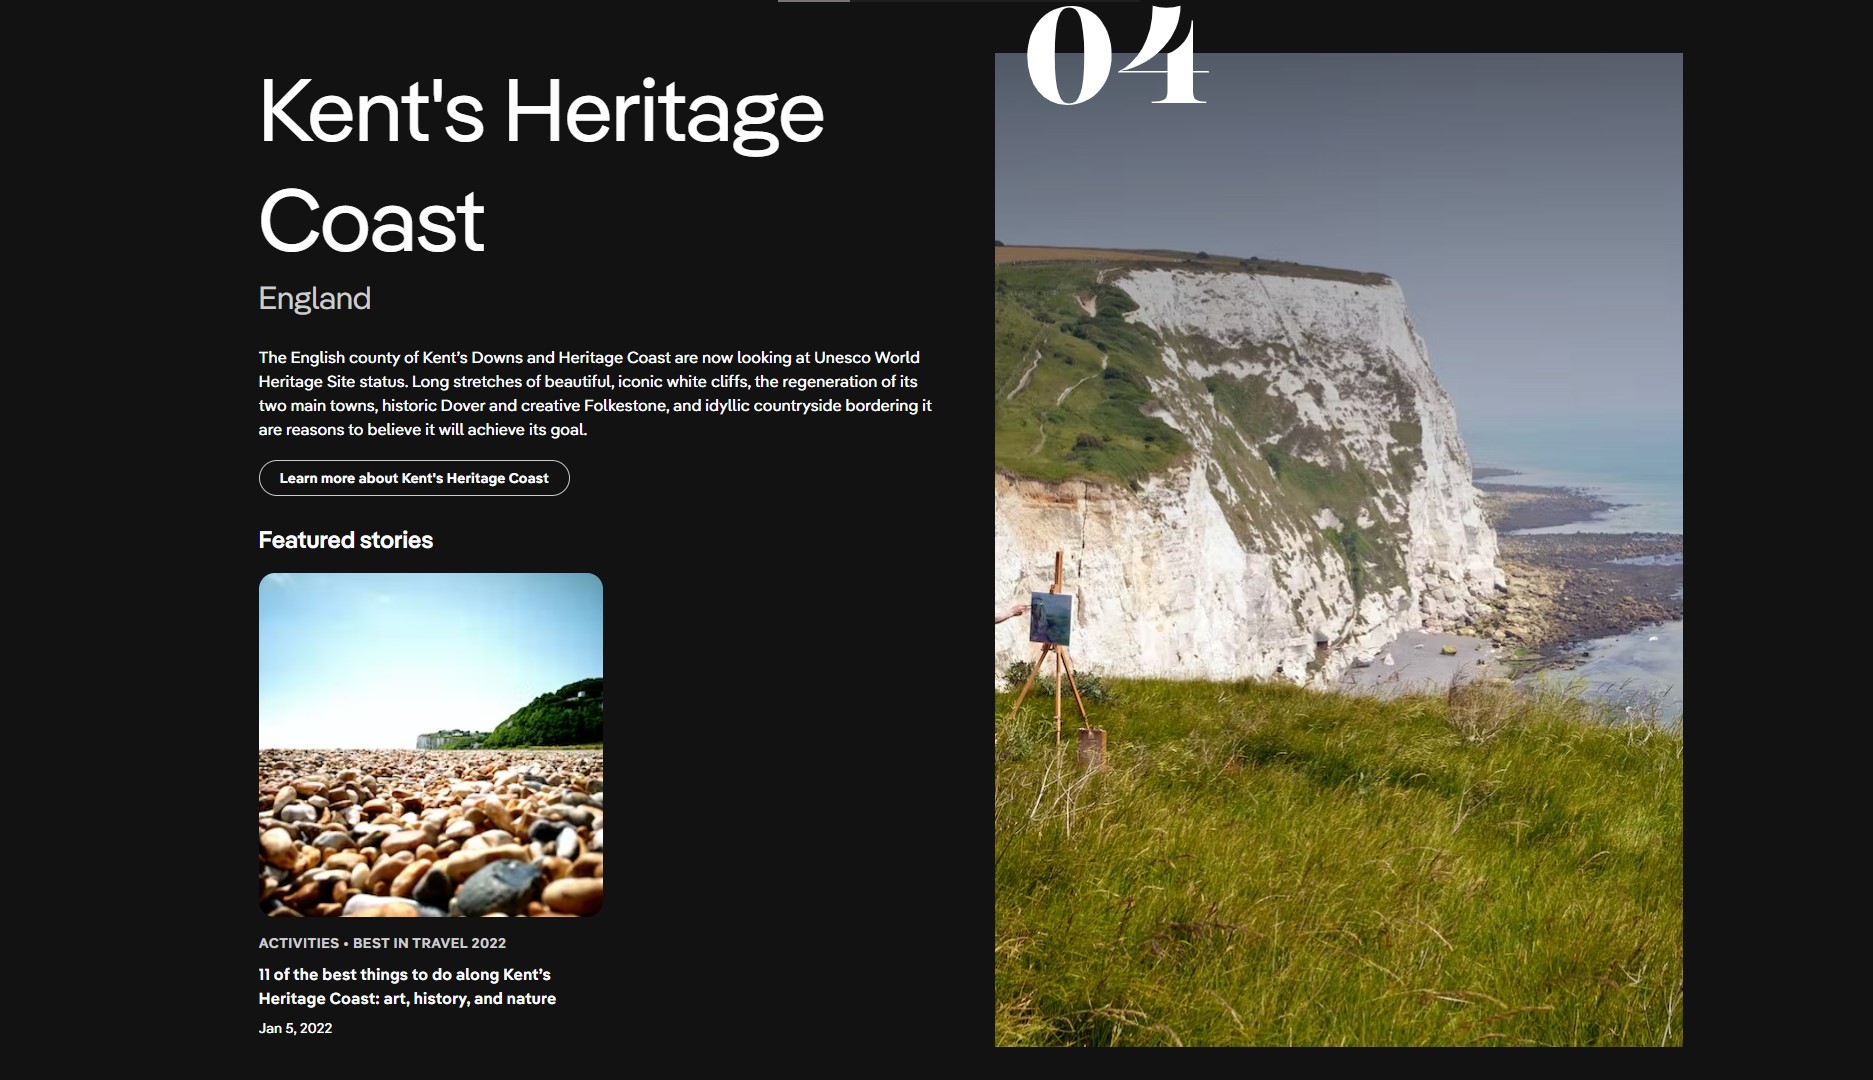 04
Kent's Heritage
Coast
England
The English county of Kent’s Downs and Heritage Coast are now looking at Unesco World
Heritage Site status. Long stretches of beautiful, iconic white cliffs, the regeneration of its
two main towns, historic Dover and creative Folkestone, and idyllic countryside bordering it
are reasons to believe it will achieve its goal.
Learn more about Kent's Heritage Coast
Featured stories
ACTIVITIES • BEST IN TRAVEL 2022
11 of the best things to do along Kent’s
Heritage Coast: art, history, and nature
Jan 5, 2022